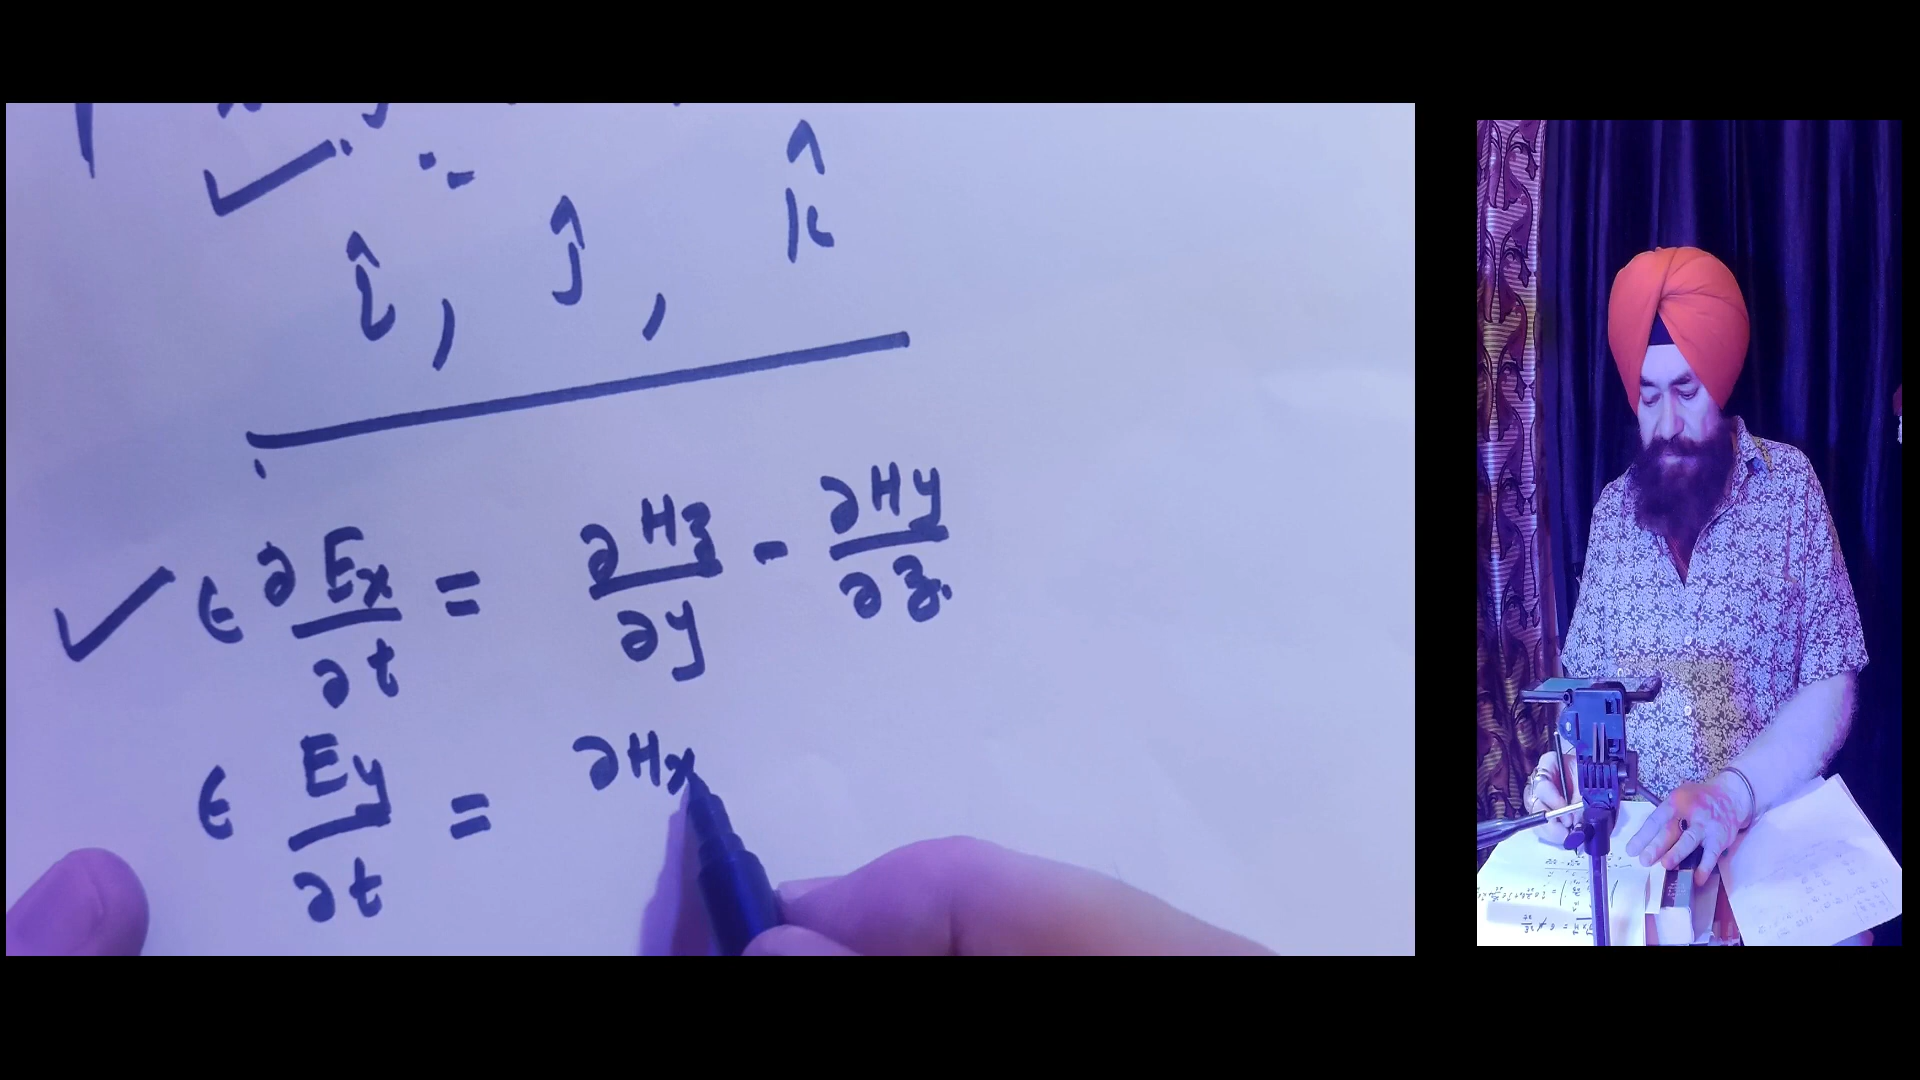 î, ĵ, k̂
ϵ ∂Ex/∂t = ∂Hz/∂y - ∂Hy/∂z.
ϵ Ey/∂t = ∂Hx